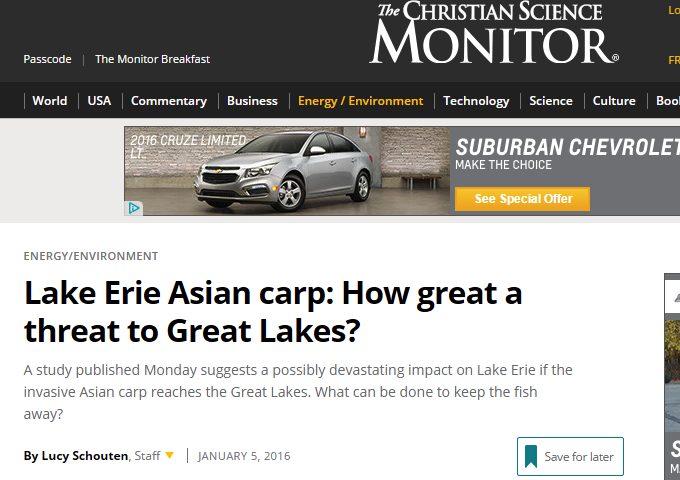 The CHRISTIAN SCIENCE
MONITOR®
Passcode | The Monitor Breakfast
World | USA | Commentary | Business | Energy / Environment | Technology | Science | Culture
2016 CRUZE LIMITED
LT.
SUBURBAN CHEVROLET
MAKE THE CHOICE
See Special Offer
ENERGY/ENVIRONMENT
Lake Erie Asian carp: How great a
threat to Great Lakes?
A study published Monday suggests a possibly devastating impact on Lake Erie if the
invasive Asian carp reaches the Great Lakes. What can be done to keep the fish
away?
By Lucy Schouten, Staff | JANUARY 5, 2016
Save for later